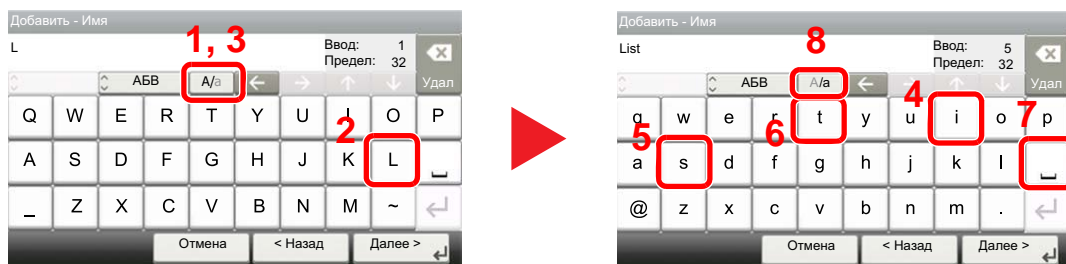 Добавить - Имя
L
Ввод: 1
Предел: 32
1, 3
АБВ
A/a
Удал
Q W E R T Y U I O P
2
A S D F G H J K L
_ Z X C V B N M ~
Отмена
< Назад
Далее >
Добавить - Имя
List
Ввод: 5
Предел: 32
8
АБВ
A/a
Удал
4
q w e r t y u i o p
5
6
7
a s d f g h j k l
@ z x c v b n m .
Отмена
< Назад
Далее >